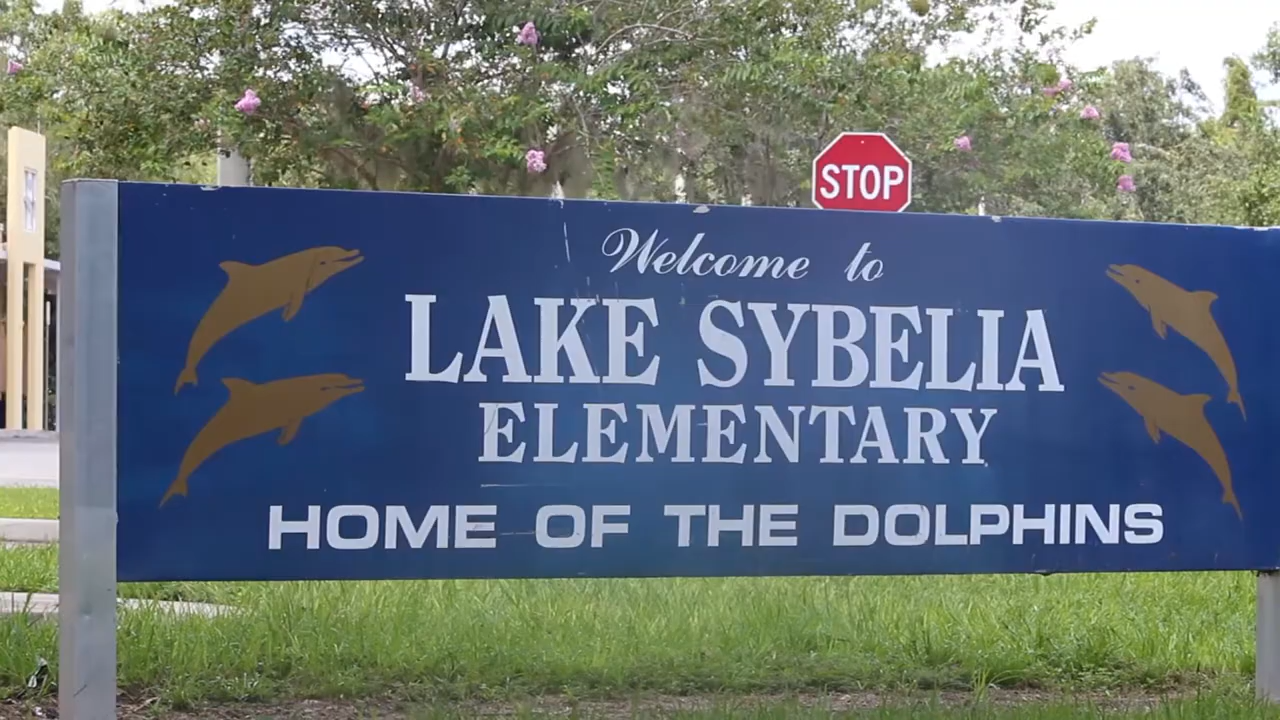 STOP
Welcome to
LAKE SYBELIA
ELEMENTARY
HOME OF THE DOLPHINS